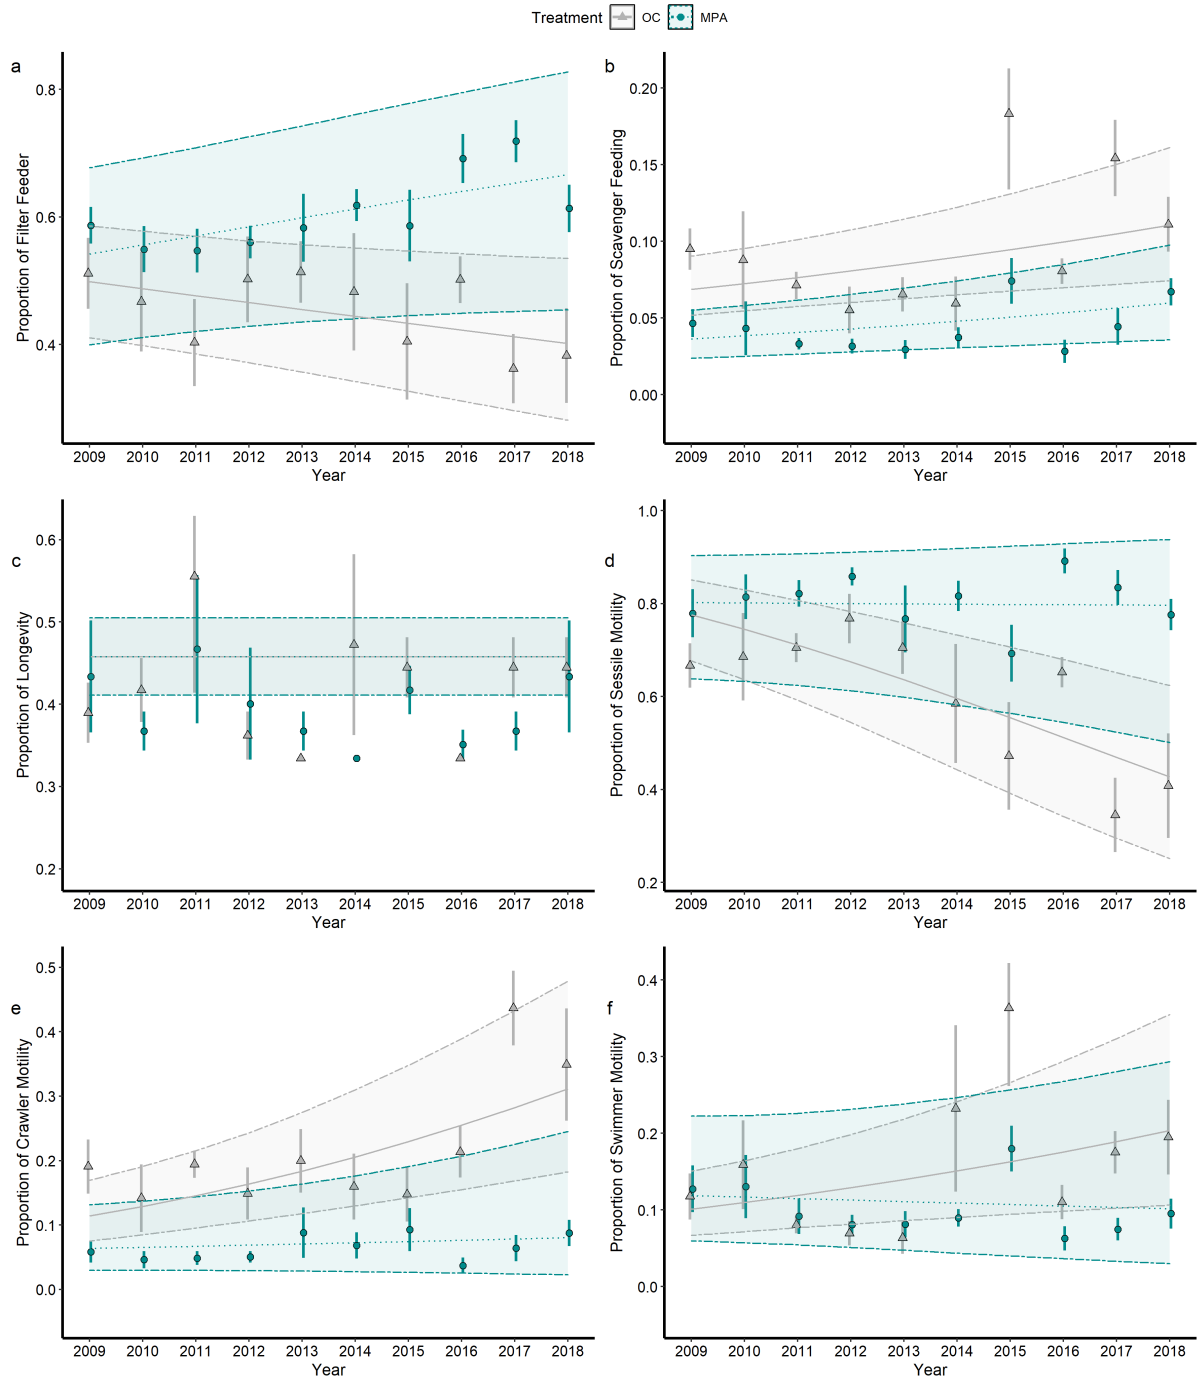 Treatment OC MPA
a
Proportion of Filter Feeder
0.8
0.6
0.4
2009 2010 2011 2012 2013 2014 2015 2016 2017 2018
Year
b
Proportion of Scavenger Feeding
0.20
0.15
0.10
0.05
0.00
2009 2010 2011 2012 2013 2014 2015 2016 2017 2018
Year
c
Proportion of Longevity
0.6
0.5
0.4
0.3
0.2
2009 2010 2011 2012 2013 2014 2015 2016 2017 2018
Year
d
Proportion of Sessile Motility
1.0
0.8
0.6
0.4
0.2
2009 2010 2011 2012 2013 2014 2015 2016 2017 2018
Year
e
Proportion of Crawler Motility
0.5
0.4
0.3
0.2
0.1
0.0
2009 2010 2011 2012 2013 2014 2015 2016 2017 2018
Year
f
Proportion of Swimmer Motility
0.4
0.3
0.2
0.1
0.0
2009 2010 2011 2012 2013 2014 2015 2016 2017 2018
Year